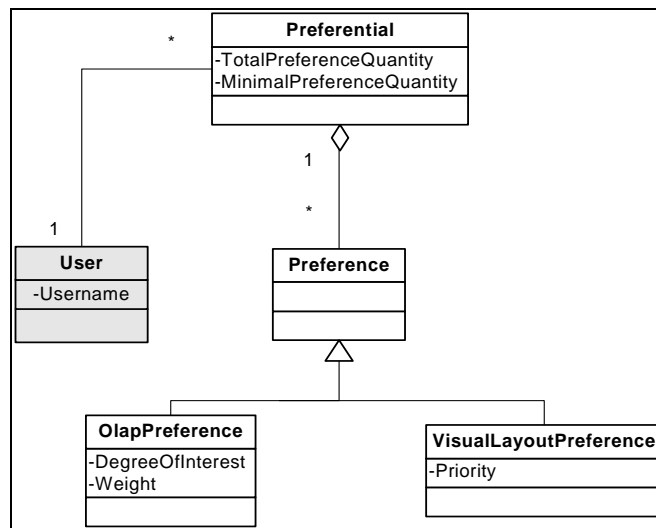 Preferential
*
-TotalPreferenceQuantity
-MinimalPreferenceQuantity
1
*
1
User
-Username
Preference
OlapPreference
-DegreeOfInterest
-Weight
VisualLayoutPreference
-Priority